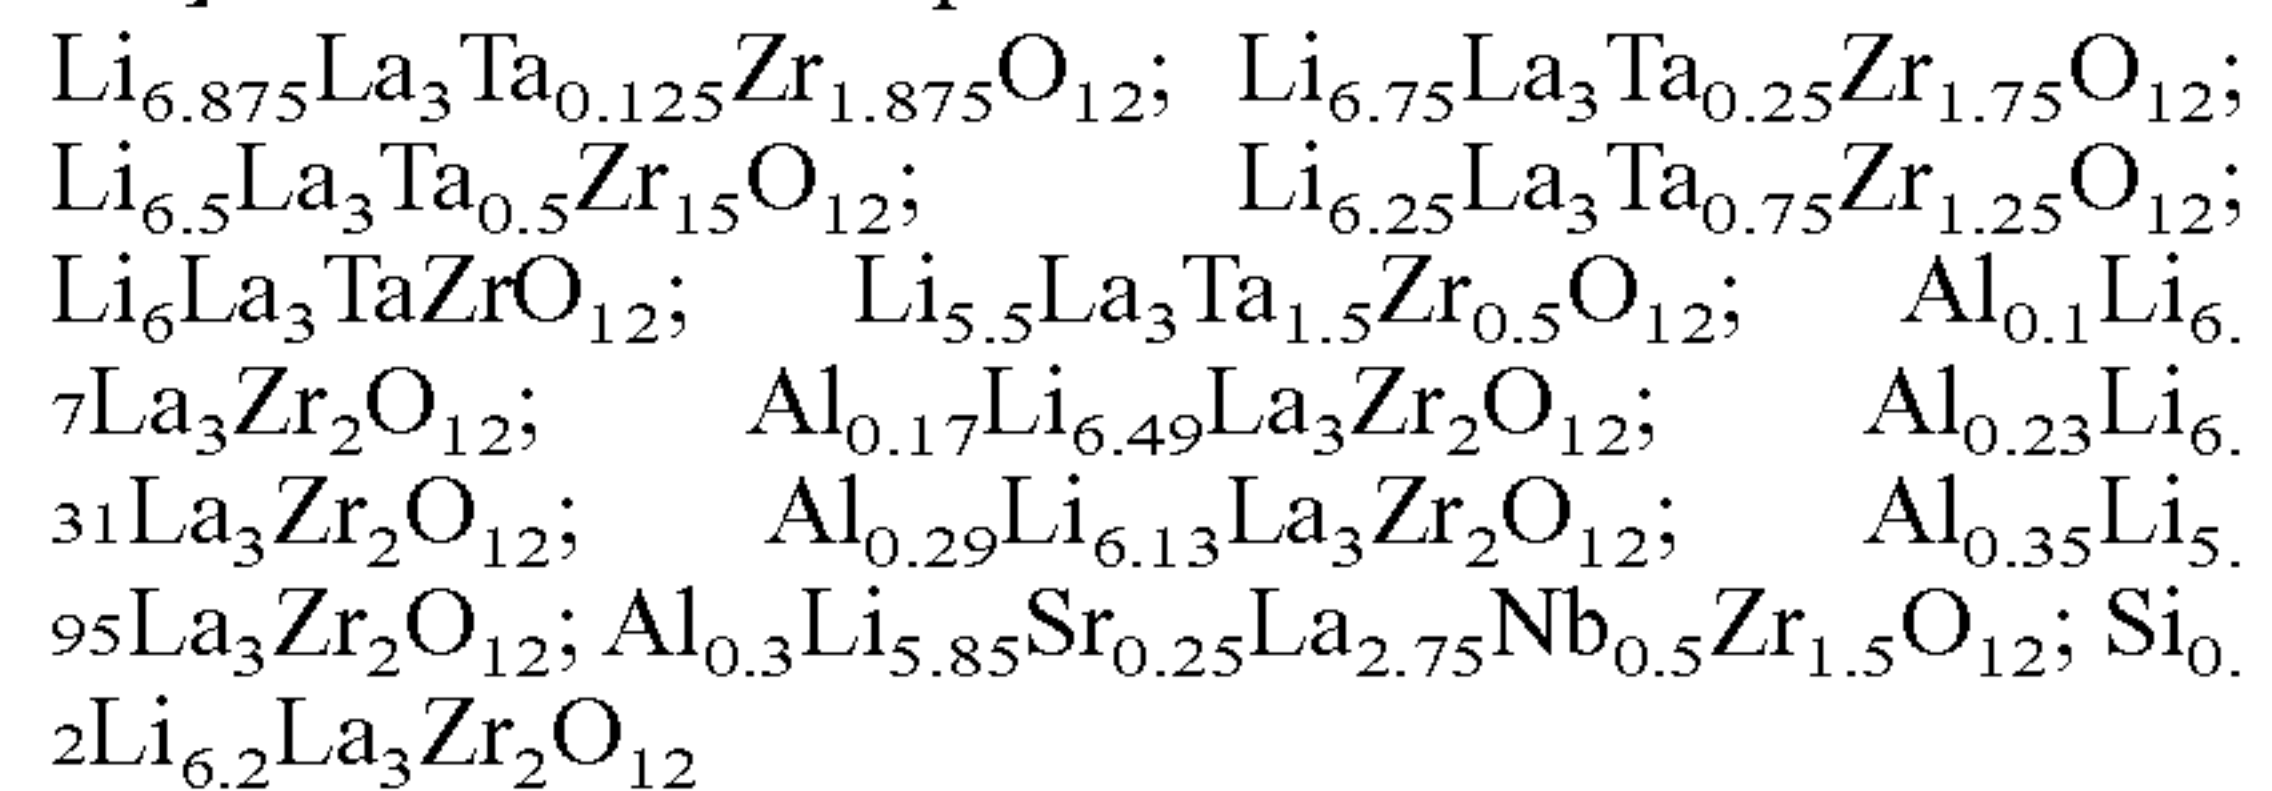 Li₆.₈₇₅La₃Ta₀.₁₂₅Zr₁.₈₇₅O₁₂; Li₆.₇₅La₃Ta₀.₂₅Zr₁.₇₅O₁₂;
Li₆.₅La₃Ta₀.₅Zr₁₅O₁₂; Li₆.₂₅La₃Ta₀.₇₅Zr₁.₂₅O₁₂;
Li₆La₃TaZrO₁₂; Li₅.₅La₃Ta₁.₅Zr₀.₅O₁₂; Al₀.₁Li₆.
₇La₃Zr₂O₁₂; Al₀.₁₇Li₆.₄₉La₃Zr₂O₁₂; Al₀.₂₃Li₆.
₃₁La₃Zr₂O₁₂; Al₀.₂₉Li₆.₁₃La₃Zr₂O₁₂; Al₀.₃₅Li₅.
₉₅La₃Zr₂O₁₂; Al₀.₃Li₅.₈₅Sr₀.₂₅La₂.₇₅Nb₀.₅Zr₁.₅O₁₂; Si₀.
₂Li₆.₂La₃Zr₂O₁₂